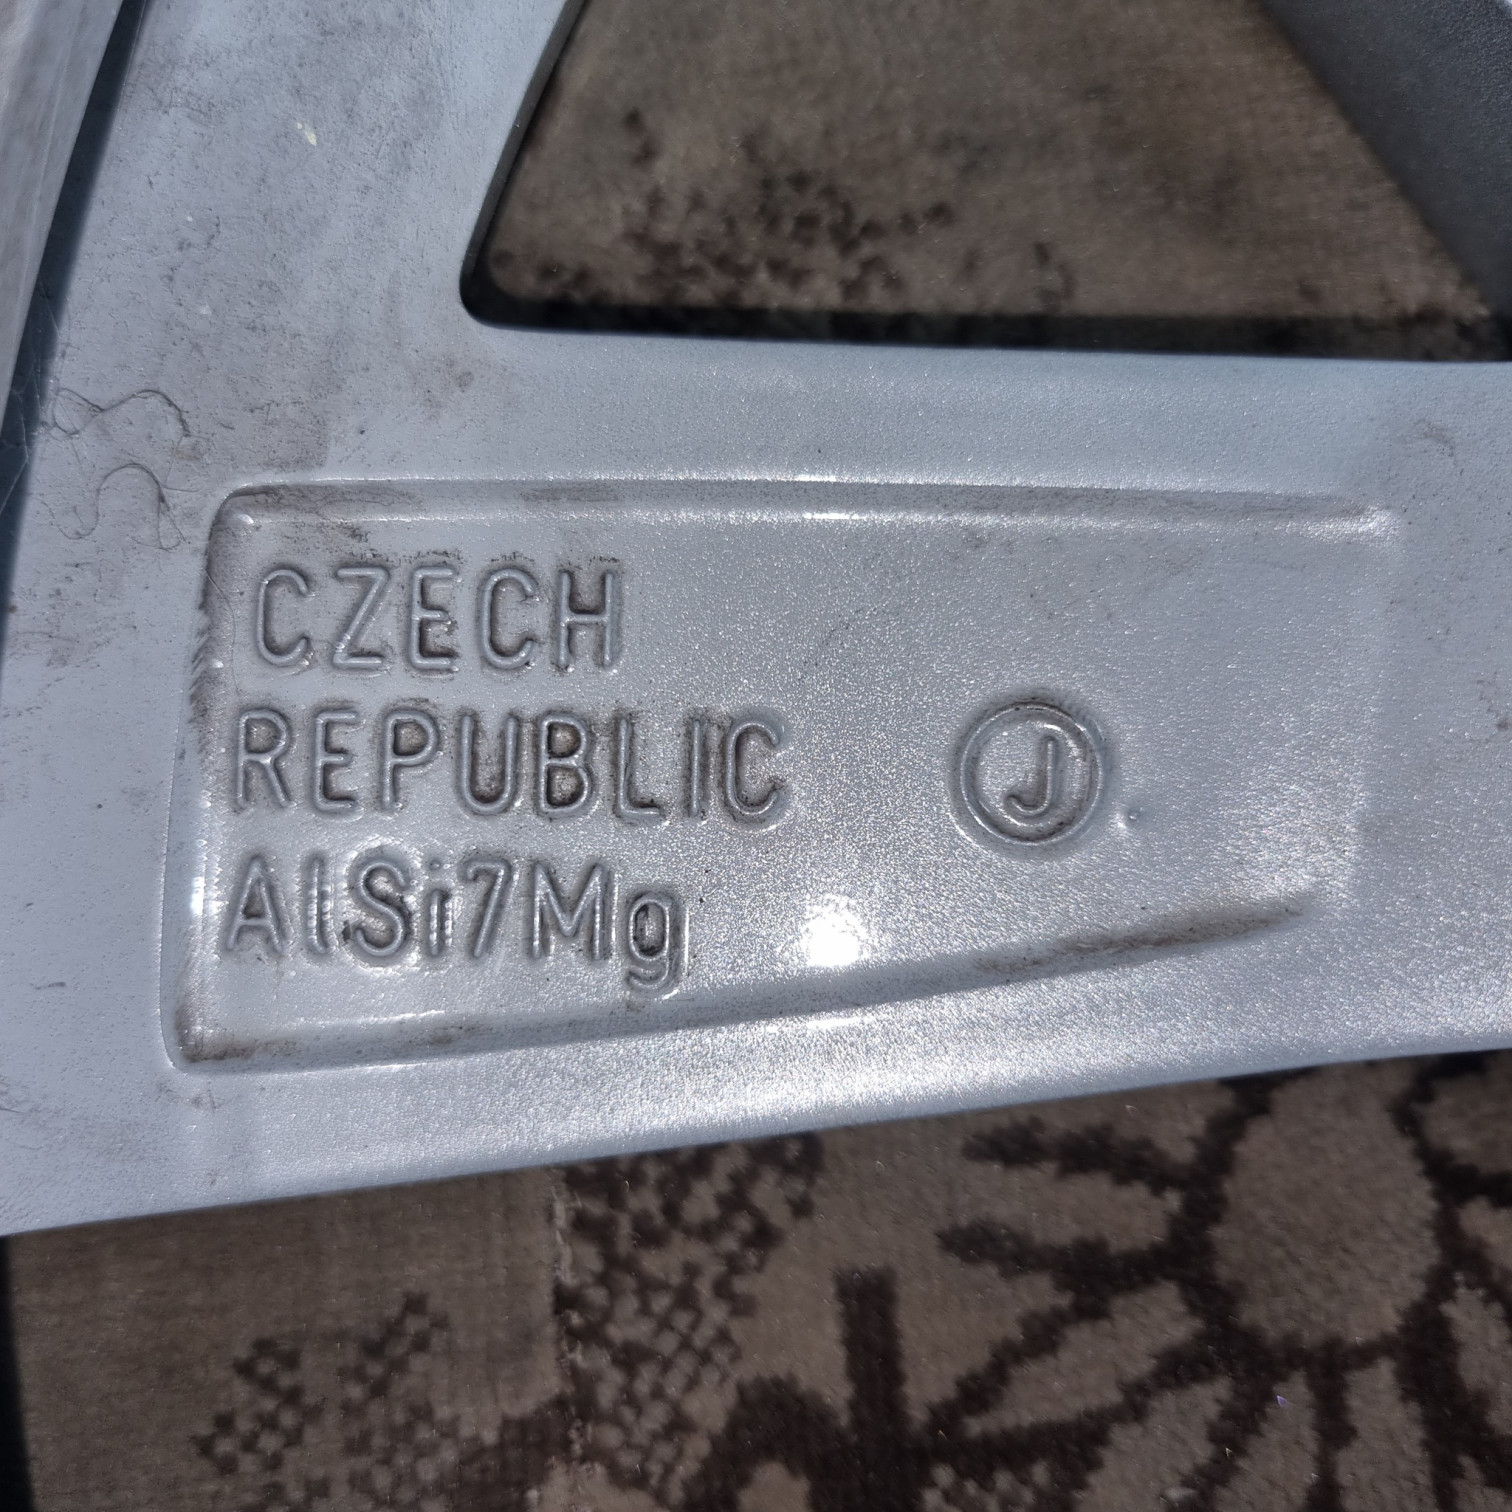 CZECH
REPUBLIC
J
AlSi7Mg